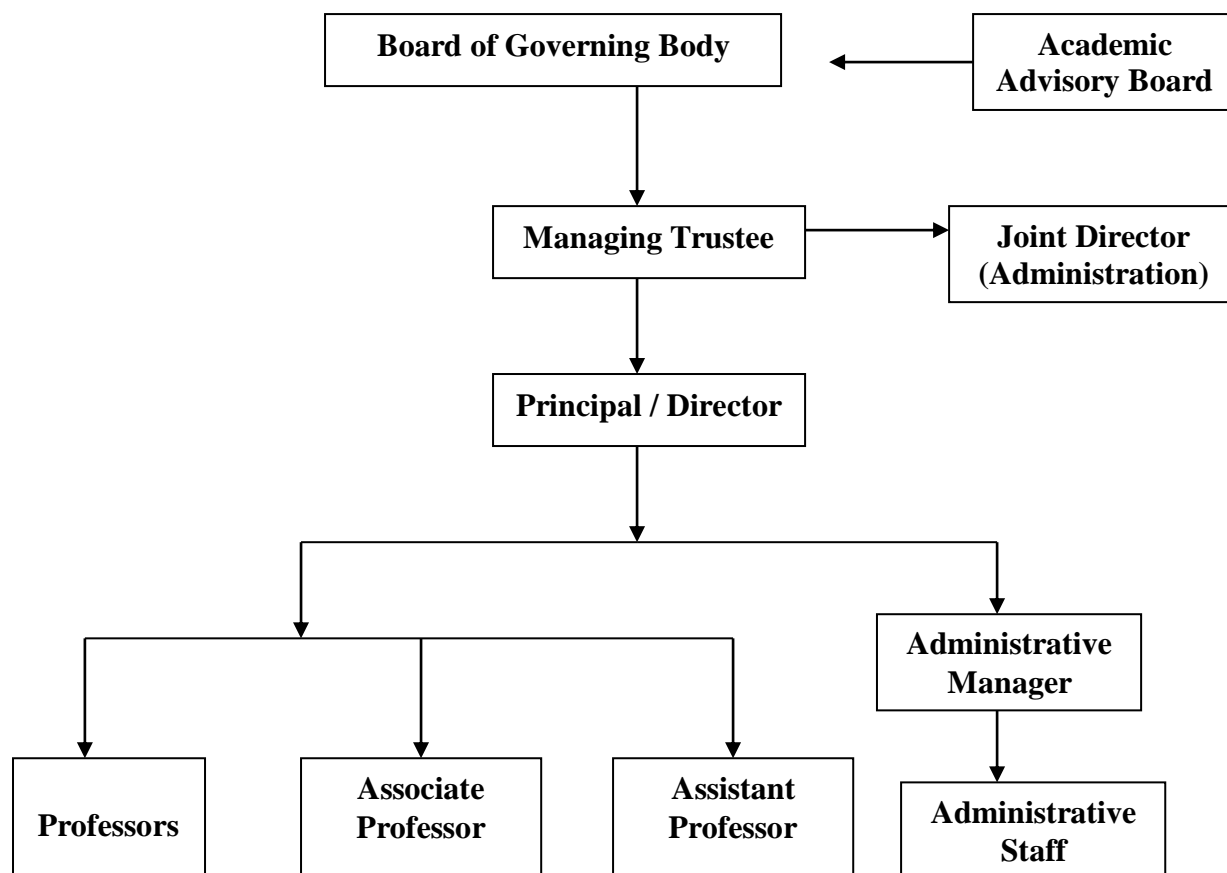 Board of Governing Body
Academic
Advisory Board
Managing Trustee
Joint Director
(Administration)
Principal / Director
Administrative
Manager
Professors
Associate
Professor
Assistant
Professor
Administrative
Staff